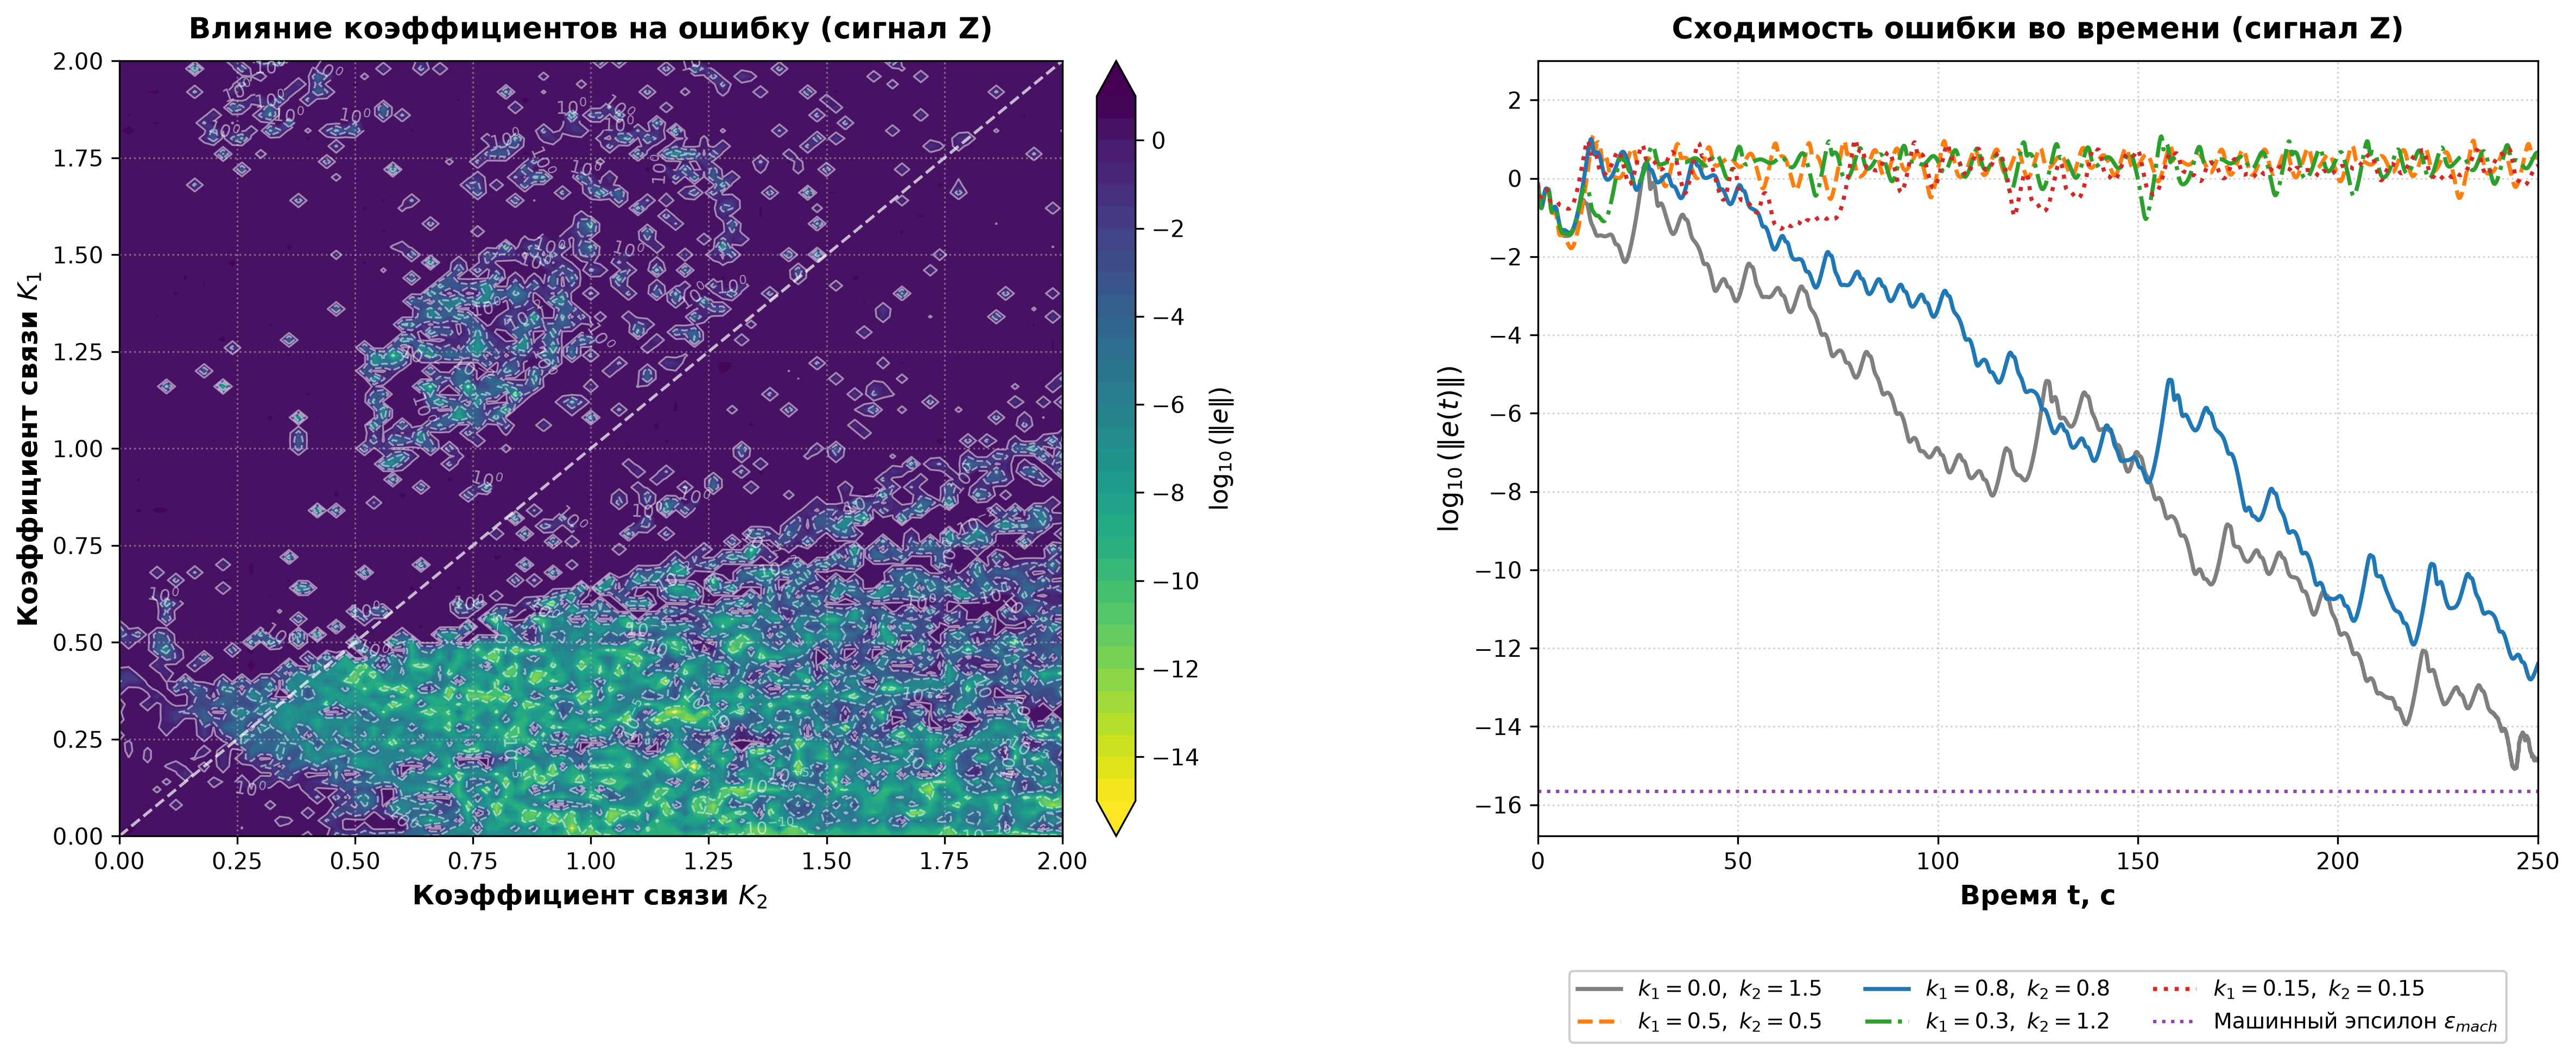 Влияние коэффициентов на ошибку (сигнал Z)
2.00
1.75
1.50
1.25
1.00
0.75
0.50
0.25
0.00
Коэффициент связи K₁
0.00 0.25 0.50 0.75 1.00 1.25 1.50 1.75 2.00
Коэффициент связи K₂
0
−2
−4
−6
−8
−10
−12
−14
log₁₀(‖e‖)
Сходимость ошибки во времени (сигнал Z)
2
0
−2
−4
−6
−8
−10
−12
−14
−16
log₁₀(‖e(t)‖)
0 50 100 150 200 250
Время t, с
k₁ = 0.0, k₂ = 1.5
k₁ = 0.5, k₂ = 0.5
k₁ = 0.8, k₂ = 0.8
k₁ = 0.3, k₂ = 1.2
k₁ = 0.15, k₂ = 0.15
Машинный эпсилон ε_mach